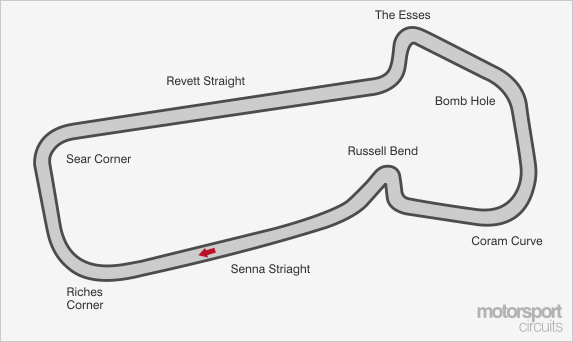 The Esses
Revett Straight
Bomb Hole
Russell Bend
Sear Corner
Coram Curve
Senna Striaght
Riches
Corner
motorsport
circuits